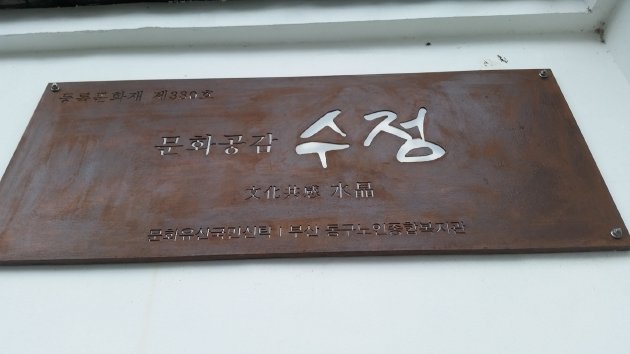 등록문화재 제330호
문화공감 수정
文化共感 水晶
문화유산국민신탁 | 부산 동구노인종합복지관